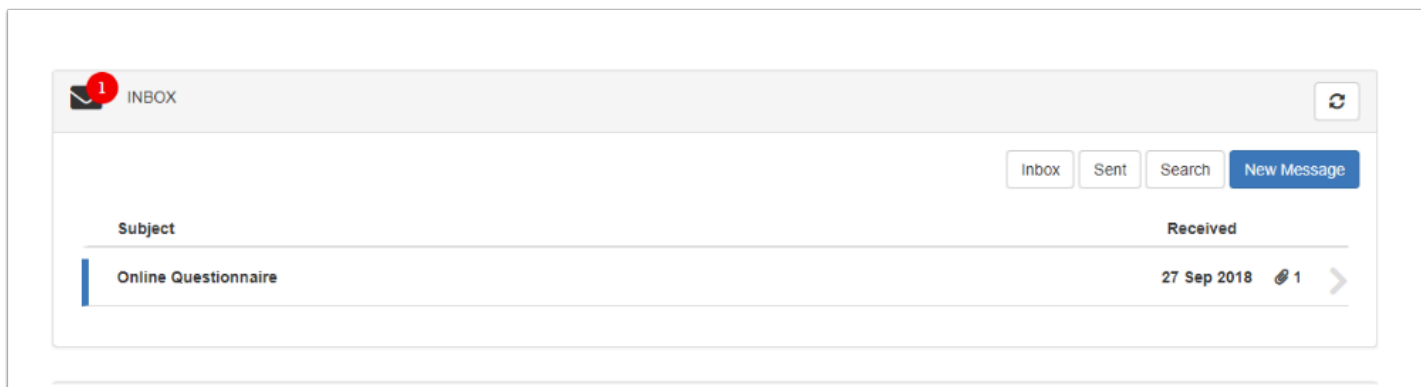 1
INBOX
Inbox Sent Search New Message
Subject Received
Online Questionnaire 27 Sep 2018 1